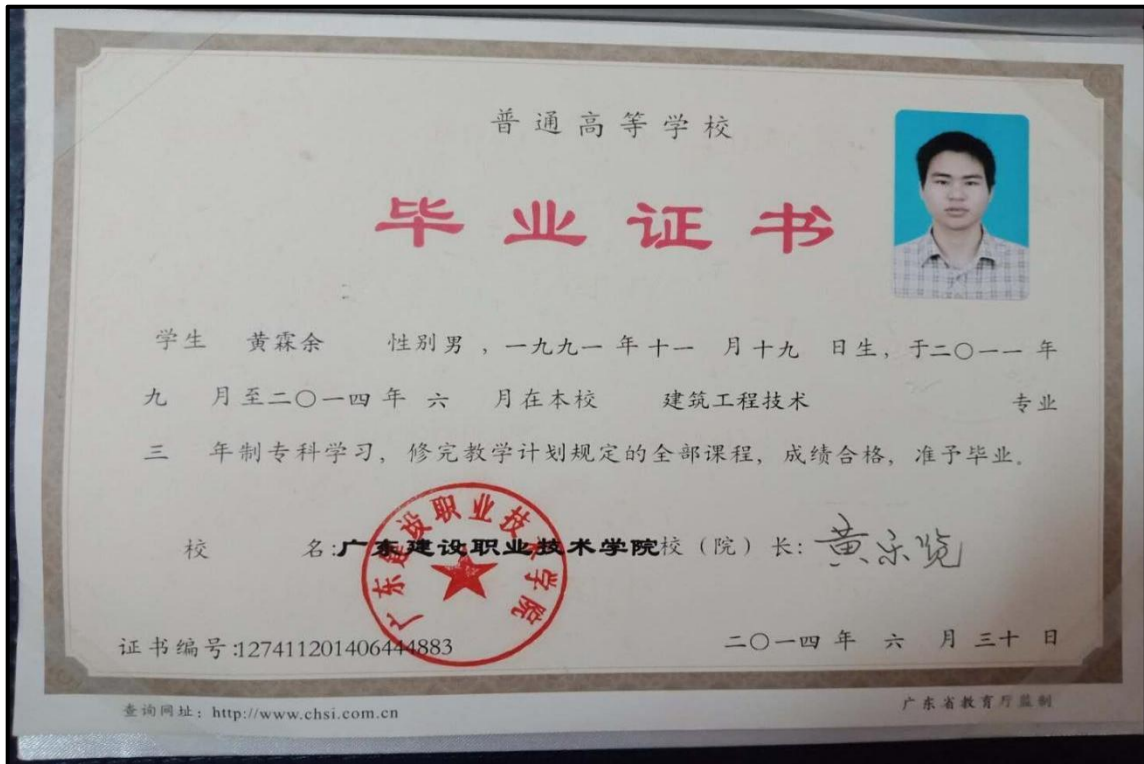 普通高等学校
毕业证书
学生 黄霖余 性别男，一九九一年十一月十九日生，于二〇一一年
九月至二〇一四年六月在本校 建筑工程技术 专业
三年制专科学习，修完教学计划规定的全部课程，成绩合格，准予毕业。
校 名:广东建设职业技术学院校（院）长: 黄乐览
广东建设职业技术学院
证书编号:127411201406444883 二〇一四年六月三十日
查询网址：http://www.chsi.com.cn 广东省教育厅监制